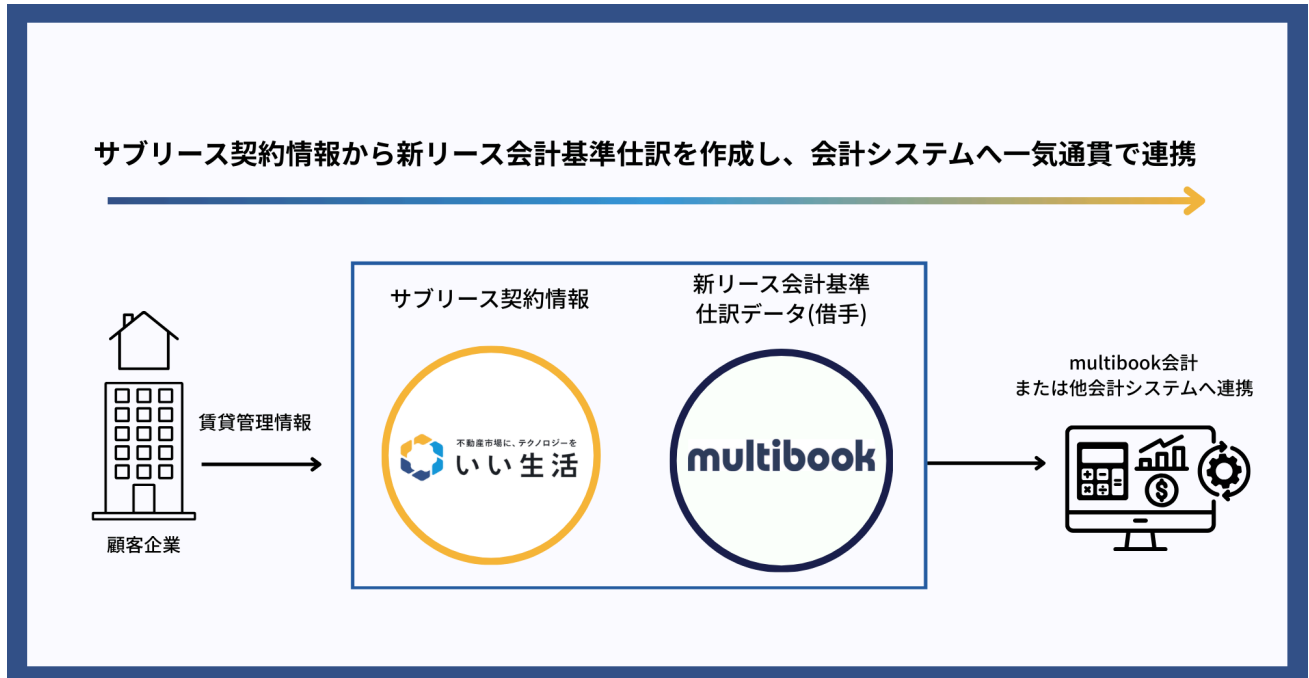 サブリース契約情報から新リース会計基準仕訳を作成し、会計システムへ一気通貫で連携
サブリース契約情報
新リース会計基準
仕訳データ(借手)
賃貸管理情報
顧客企業
不動産市場に、テクノロジーを
いい生活
multibook
multibook会計
または他会計システムへ連携